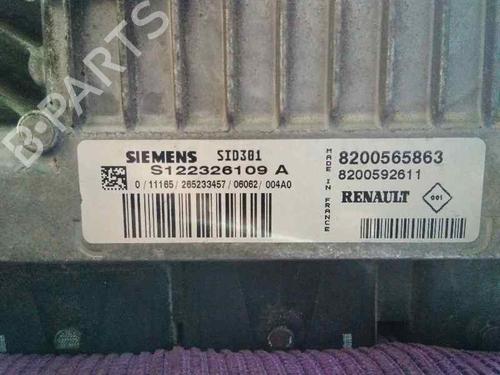 B-PARTS
SIEMENS SID301
S122326109 A
0 / 11165 / 265233457 / 06062 / 004A0
MADE IN FRANCE
8200565863
8200592611
RENAULT 001